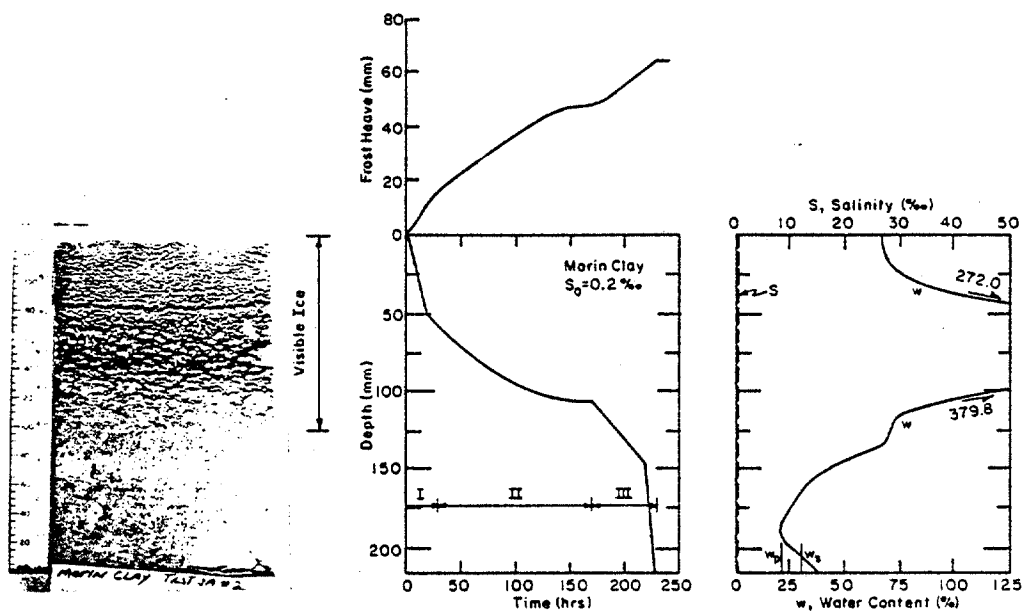 MORIN CLAY TEST 3A #2
Visible Ice
80
60
40
20
0
Frost Heave (mm)
50
100
150
200
Depth (mm)
Morin Clay
S₀=0.2‰
I II III
0 50 100 150 200 250
Time (hrs)
S, Salinity (‰)
0 10 20 30 40 50
272.0
w
S
379.8
w
wp ws
0 25 50 75 100 125
w, Water Content (%)